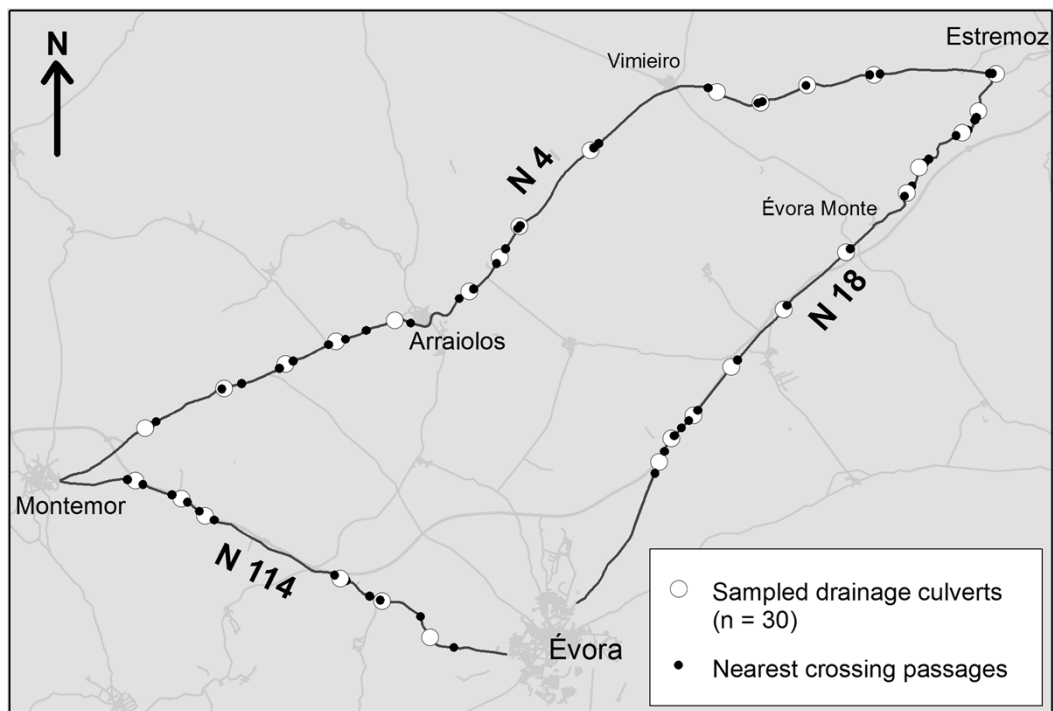 N
Estremoz
Vimieiro
N 4
Évora Monte
N 18
Arraiolos
Montemor
N 114
Évora
Sampled drainage culverts
(n = 30)
Nearest crossing passages